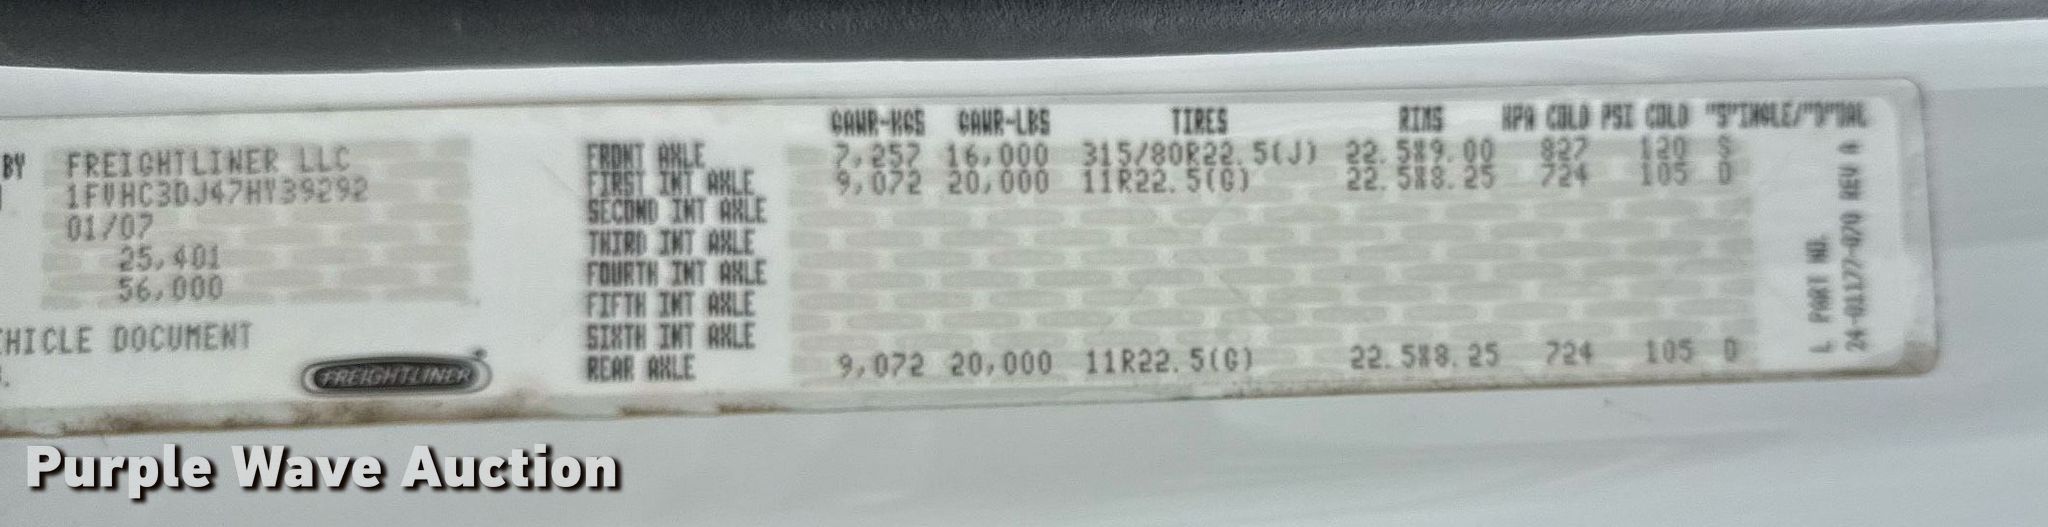 BY FREIGHTLINER LLC
1FVHC3DJ47HY39292
01/07
25,401
56,000
HICLE DOCUMENT
FREIGHTLINER
GAWR-KGS GAWR-LBS TIRES RIMS KPA COLD PSI COLD "S"INGLE/"D"UAL
FRONT AXLE 7,257 16,000 315/80R22.5(J) 22.5X9.00 827 120 S
FIRST INT AXLE 9,072 20,000 11R22.5(G) 22.5X8.25 724 105 D
SECOND INT AXLE
THIRD INT AXLE
FOURTH INT AXLE
FIFTH INT AXLE
SIXTH INT AXLE
REAR AXLE 9,072 20,000 11R22.5(G) 22.5X8.25 724 105 D
L PART NO.
24-01177-070 REV A
Purple Wave Auction